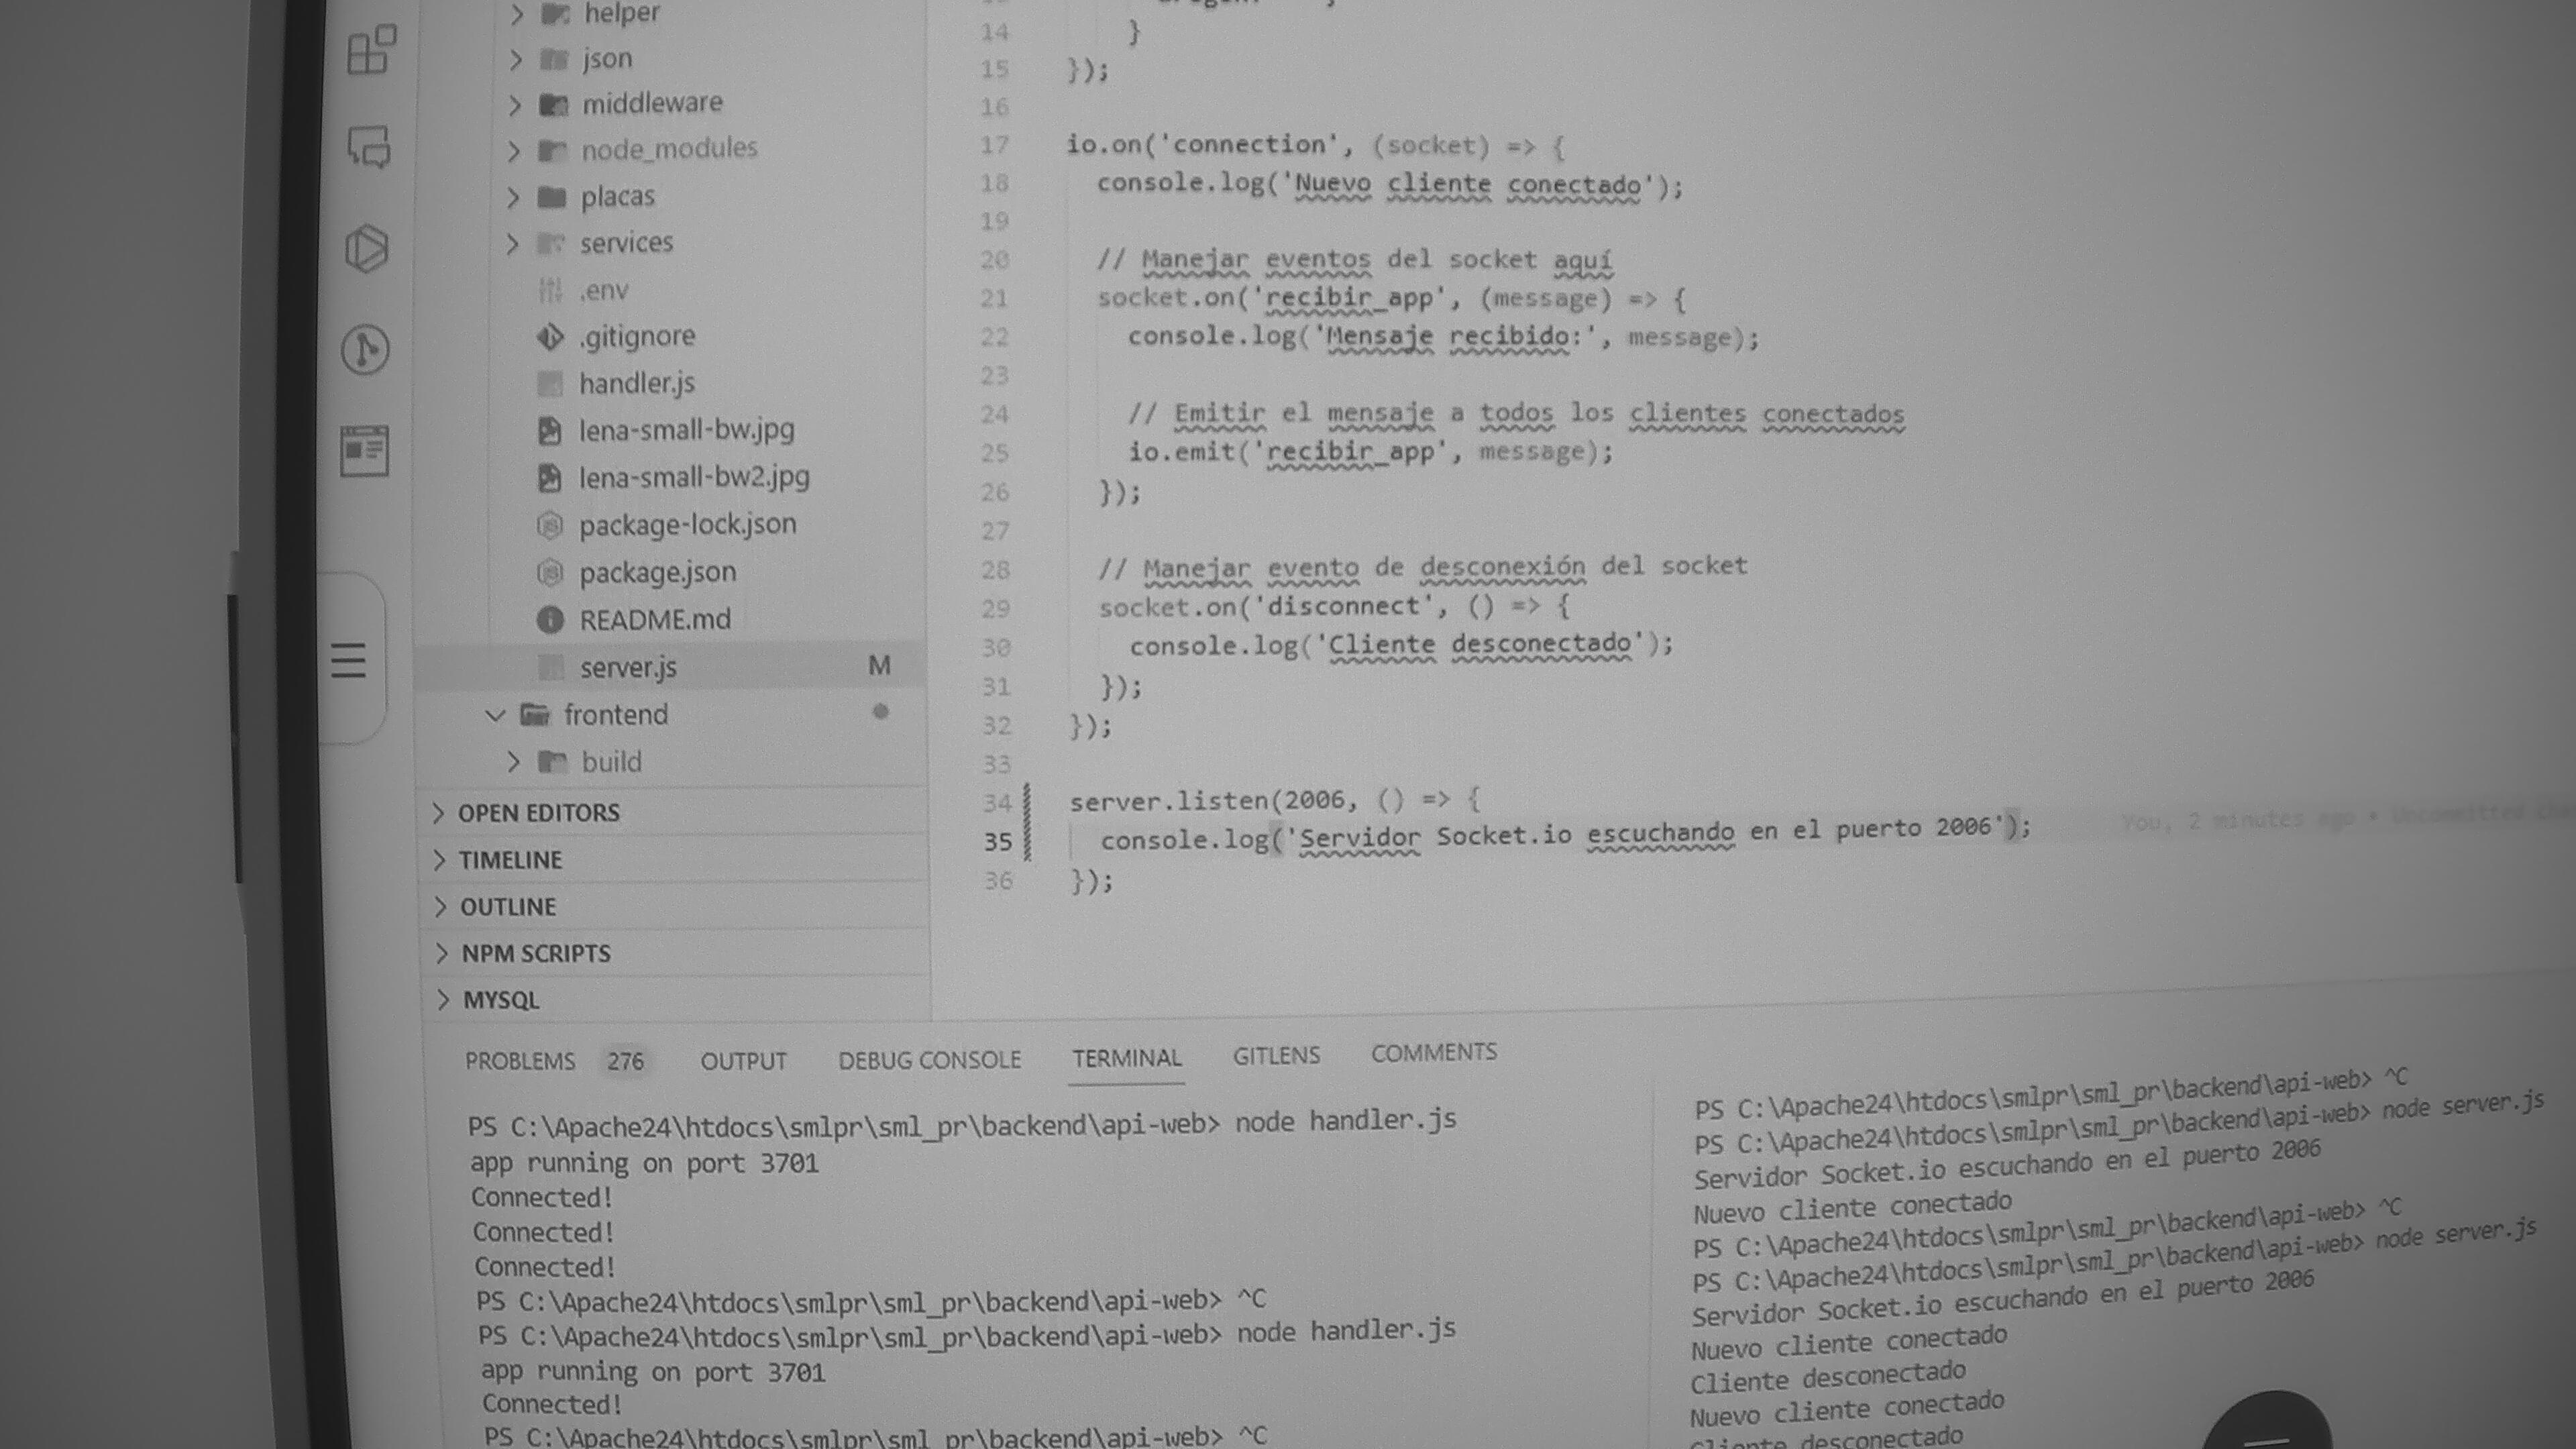 helper
json
middleware
node_modules
placas
services
.env
.gitignore
handler.js
lena-small-bw.jpg
lena-small-bw2.jpg
package-lock.json
package.json
README.md
server.js M
frontend
build
OPEN EDITORS
TIMELINE
OUTLINE
NPM SCRIPTS
MYSQL
14 }
15 });
16
17 io.on('connection', (socket) => {
18 console.log('Nuevo cliente conectado');
19
20 // Manejar eventos del socket aquí
21 socket.on('recibir_app', (message) => {
22 console.log('Mensaje recibido:', message);
23
24 // Emitir el mensaje a todos los clientes conectados
25 io.emit('recibir_app', message);
26 });
27
28 // Manejar evento de desconexión del socket
29 socket.on('disconnect', () => {
30 console.log('Cliente desconectado');
31 });
32 });
33
34 server.listen(2006, () => {
35 console.log('Servidor Socket.io escuchando en el puerto 2006'); You, 2 minutes ago • Uncommitted
36 });
PROBLEMS 276 OUTPUT DEBUG CONSOLE TERMINAL GITLENS COMMENTS
PS C:\Apache24\htdocs\smlpr\sml_pr\backend\api-web> node handler.js
app running on port 3701
Connected!
Connected!
Connected!
PS C:\Apache24\htdocs\smlpr\sml_pr\backend\api-web> ^C
PS C:\Apache24\htdocs\smlpr\sml_pr\backend\api-web> node handler.js
app running on port 3701
Connected!
PS C:\Apache24\htdocs\smlpr\sml_pr\backend\api-web> ^C
PS C:\Apache24\htdocs\smlpr\sml_pr\backend\api-web> ^C
PS C:\Apache24\htdocs\smlpr\sml_pr\backend\api-web> node server.js
Servidor Socket.io escuchando en el puerto 2006
Nuevo cliente conectado
PS C:\Apache24\htdocs\smlpr\sml_pr\backend\api-web> ^C
PS C:\Apache24\htdocs\smlpr\sml_pr\backend\api-web> node server.js
Servidor Socket.io escuchando en el puerto 2006
Nuevo cliente conectado
Cliente desconectado
Nuevo cliente conectado
Cliente desconectado